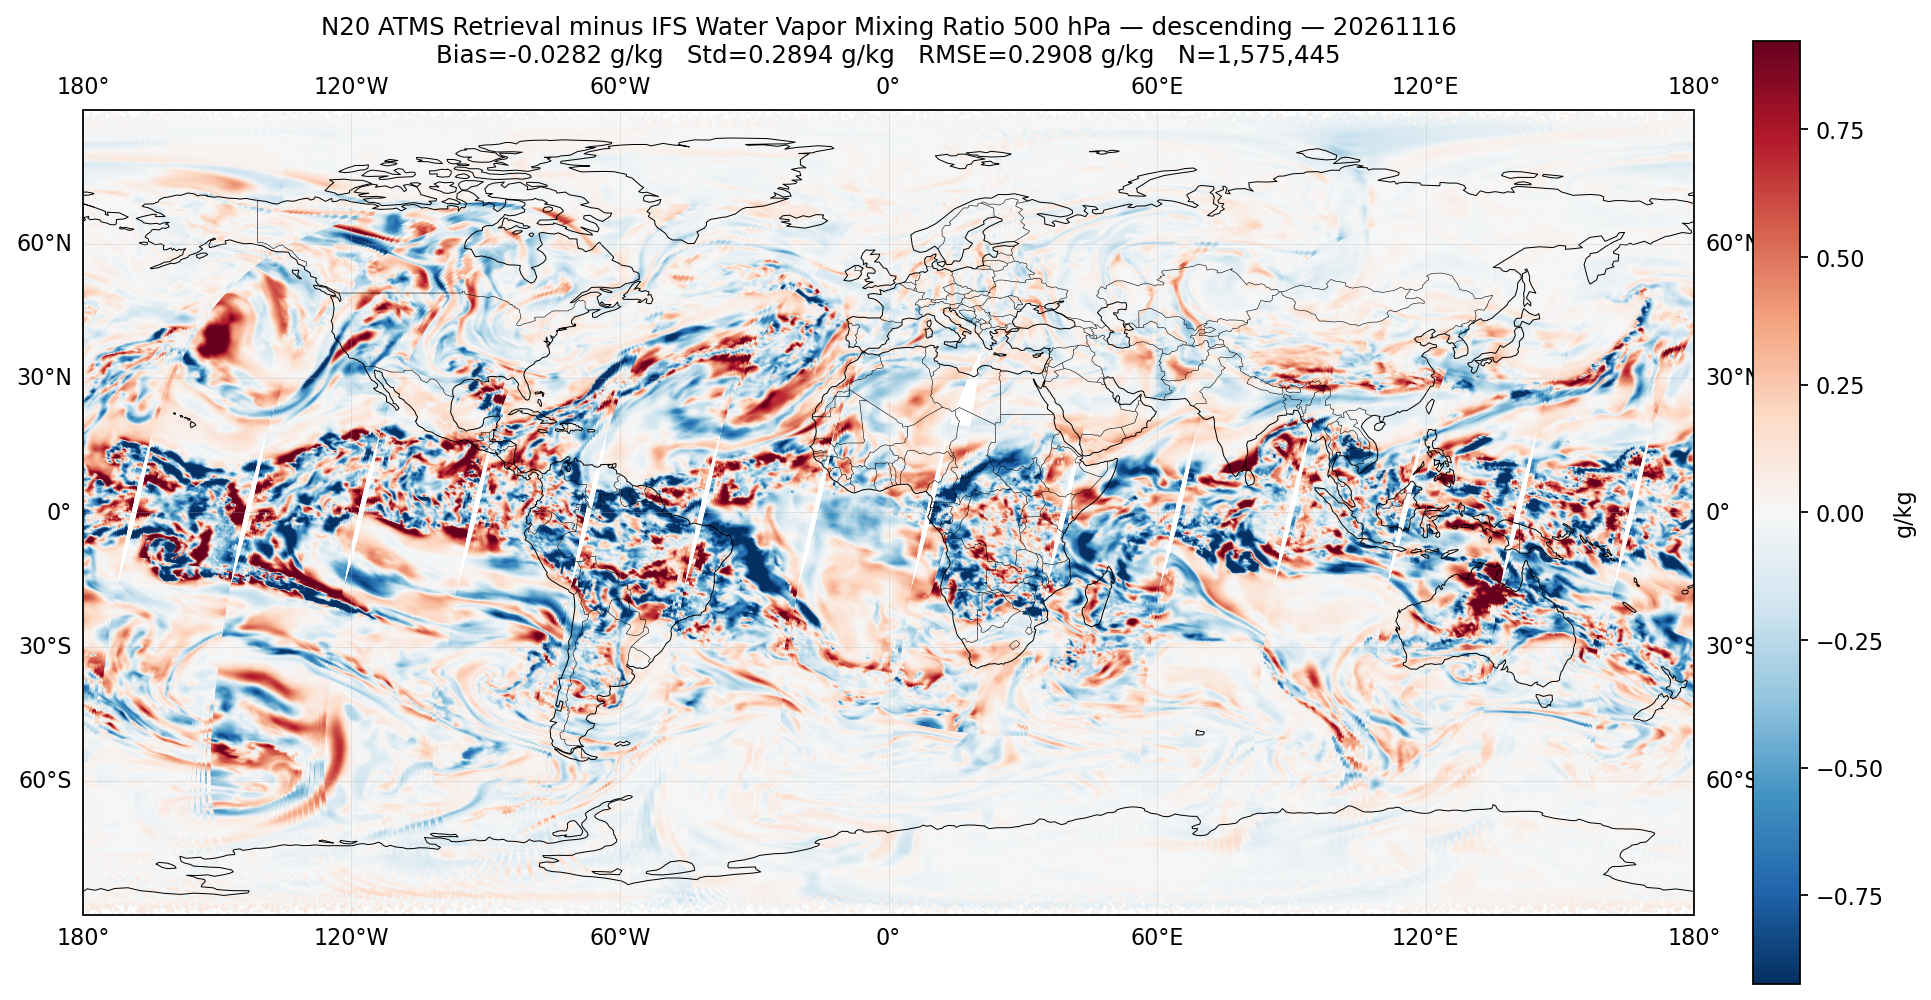 N20 ATMS Retrieval minus IFS Water Vapor Mixing Ratio 500 hPa — descending — 20261116
Bias=-0.0282 g/kg   Std=0.2894 g/kg   RMSE=0.2908 g/kg   N=1,575,445
180° 120°W 60°W 0° 60°E 120°E 180°
60°N 60°N
30°N 30°N
0° 0°
30°S 30°S
60°S 60°S
180° 120°W 60°W 0° 60°E 120°E 180°
0.75
0.50
0.25
0.00
−0.25
−0.50
−0.75
g/kg